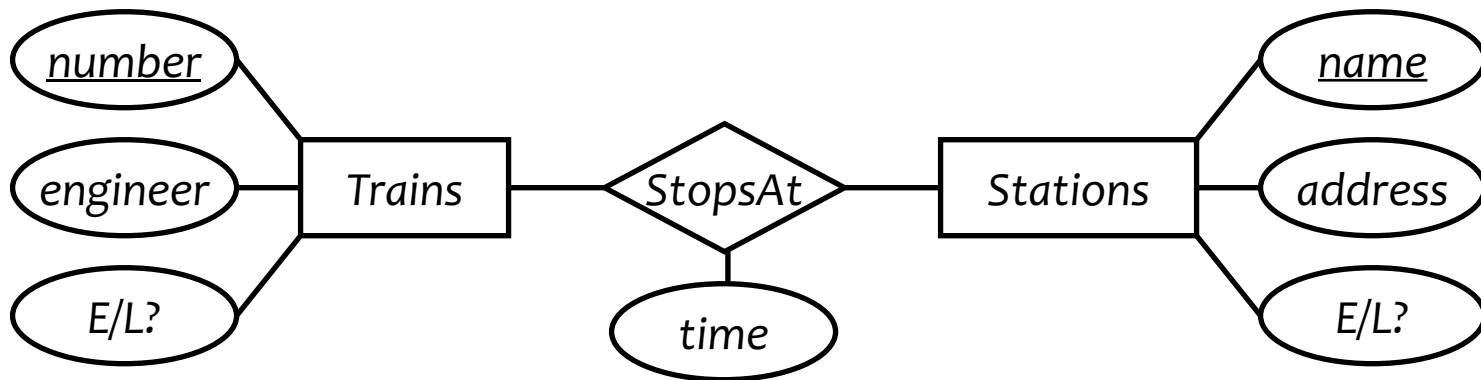 number
name
engineer
Trains
StopsAt
Stations
address
E/L?
time
E/L?